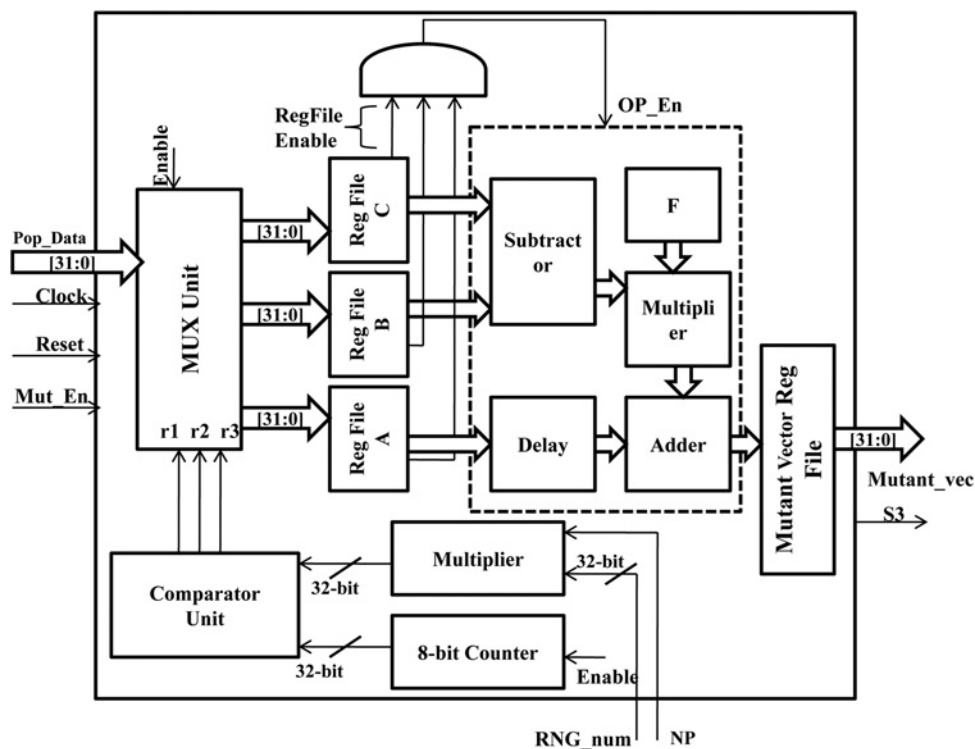 OP_En
RegFile
Enable
Enable
Pop_Data
[31:0]
Clock
Reset
Mut_En
MUX Unit
r1 r2 r3
[31:0]
[31:0]
[31:0]
Reg File
C
Reg File
B
Reg File
A
Subtract
or
F
Multipli
er
Delay
Adder
Mutant Vector Reg
File
[31:0]
Mutant_vec
S3
Comparator
Unit
32-bit
Multiplier
32-bit
32-bit
8-bit Counter
Enable
RNG_num
NP